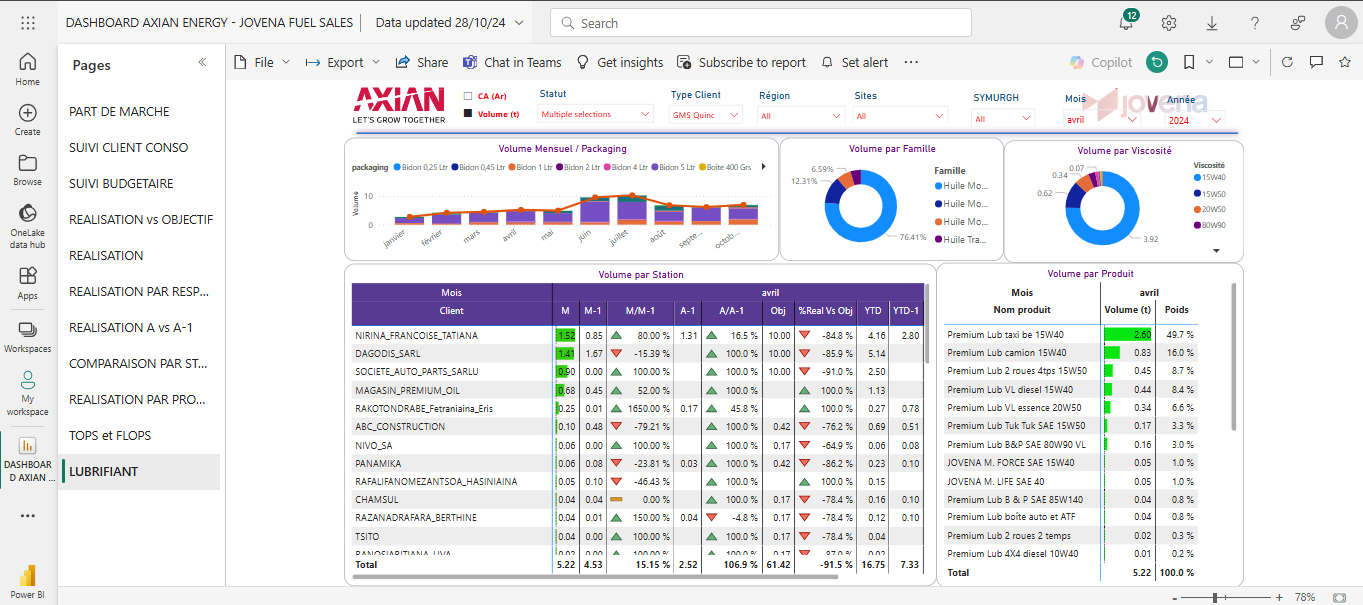 DASHBOARD AXIAN ENERGY - JOVENA FUEL SALES | Data updated 28/10/24
Search
12
Home
Create
Browse
OneLake
data hub
Apps
Workspaces
My
workspace
DASHBOAR
D AXIAN ...
Power BI
Pages
PART DE MARCHE
SUIVI CLIENT CONSO
SUIVI BUDGETAIRE
REALISATION vs OBJECTIF
REALISATION
REALISATION PAR RESP...
REALISATION A vs A-1
COMPARAISON PAR ST...
REALISATION PAR PRO...
TOPS et FLOPS
LUBRIFIANT
File Export Share Chat in Teams Get insights Subscribe to report Set alert ... Copilot
AXIAN
LET'S GROW TOGETHER
CA (Ar)
Volume (t)
Statut
Multiple selections
Type Client
GMS Quinc
Région
All
Sites
All
SYMURGH
All
Mois
avril
jovena
Année
2024
Volume Mensuel / Packaging
packaging Bidon 0,25 Ltr Bidon 0,45 Ltr Bidon 1 Ltr Bidon 2 Ltr Bidon 4 Ltr Bidon 5 Ltr Boite 400 Grs
Volume
10
0
janvier février mars avril mai juin juillet août septe... octob...
Volume par Famille
6.59%
12.31%
76.41%
Famille
Huile Mo...
Huile Mo...
Huile Mo...
Huile Tra...
Volume par Viscosité
0.07
0.34
0.62
3.92
Viscosité
15W40
15W50
20W50
80W90
Volume par Station
Mois avril
Client M M-1 M/M-1 A-1 A/A-1 Obj %Real Vs Obj YTD YTD-1
NIRINA_FRANCOISE_TATIANA 1.52 0.85 80.00 % 1.31 16.5 % 10.00 -84.8 % 4.16 2.80
DAGODIS_SARL 1.41 1.67 -15.39 % 100.0 % 10.00 -85.9 % 5.14
SOCIETE_AUTO_PARTS_SARLU 0.90 0.00 100.00 % 100.0 % 10.00 -91.0 % 2.50
MAGASIN_PREMIUM_OIL 0.68 0.45 52.00 % 100.0 % 100.0 % 1.13
RAKOTONDRABE_Fetraniaina_Eris 0.25 0.01 1650.00 % 0.17 45.8 % 100.0 % 0.27 0.78
ABC_CONSTRUCTION 0.10 0.48 -79.21 % 100.0 % 0.42 -76.2 % 0.69 0.51
NIVO_SA 0.06 0.00 100.00 % 100.0 % 0.17 -64.9 % 0.06 0.08
PANAMIKA 0.06 0.08 -23.81 % 0.03 100.0 % 0.42 -86.2 % 0.23 0.10
RAFALIFANOMEZANTSOA_HASINIAINA 0.05 0.10 -46.43 % 100.0 % 100.0 % 0.15
CHAMSUL 0.04 0.04 0.00 % 100.0 % 0.17 -78.4 % 0.16 0.10
RAZANADRAFARA_BERTHINE 0.04 0.01 150.00 % 0.04 -4.8 % 0.17 -78.4 % 0.12 0.10
TSITO 0.04 0.00 100.00 % 100.0 % 0.17 -78.4 % 0.04
Total 5.22 4.53 15.15 % 2.52 106.9 % 61.42 -91.5 % 16.75 7.33
Volume par Produit
Mois avril
Nom produit Volume (t) Poids
Premium Lub taxi be 15W40 2.60 49.7 %
Premium Lub camion 15W40 0.83 16.0 %
Premium Lub 2 roues 4tps 15W50 0.45 8.7 %
Premium Lub VL diesel 15W40 0.44 8.4 %
Premium Lub VL essence 20W50 0.34 6.6 %
Premium Lub Tuk Tuk SAE 15W50 0.17 3.3 %
Premium Lub B&P SAE 80W90 VL 0.16 3.0 %
JOVENA M. FORCE SAE 15W40 0.05 1.0 %
JOVENA M. LIFE SAE 40 0.05 1.0 %
Premium Lub B & P SAE 85W140 0.04 0.8 %
Premium Lub boîte auto et ATF 0.04 0.8 %
Premium Lub 2 roues 2 temps 0.02 0.3 %
Premium Lub 4X4 diesel 10W40 0.01 0.2 %
Total 5.22 100.0 %
- + 78%